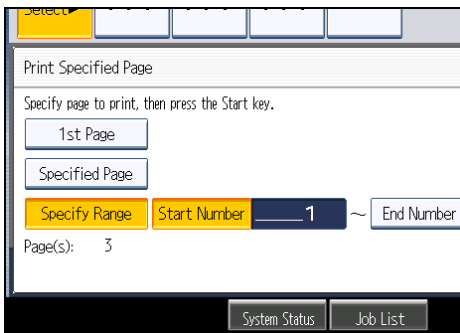 Select►
Print Specified Page
Specify page to print, then press the Start key.
1st Page
Specified Page
Specify Range Start Number _____1 ~ End Number
Page(s): 3
System Status Job List